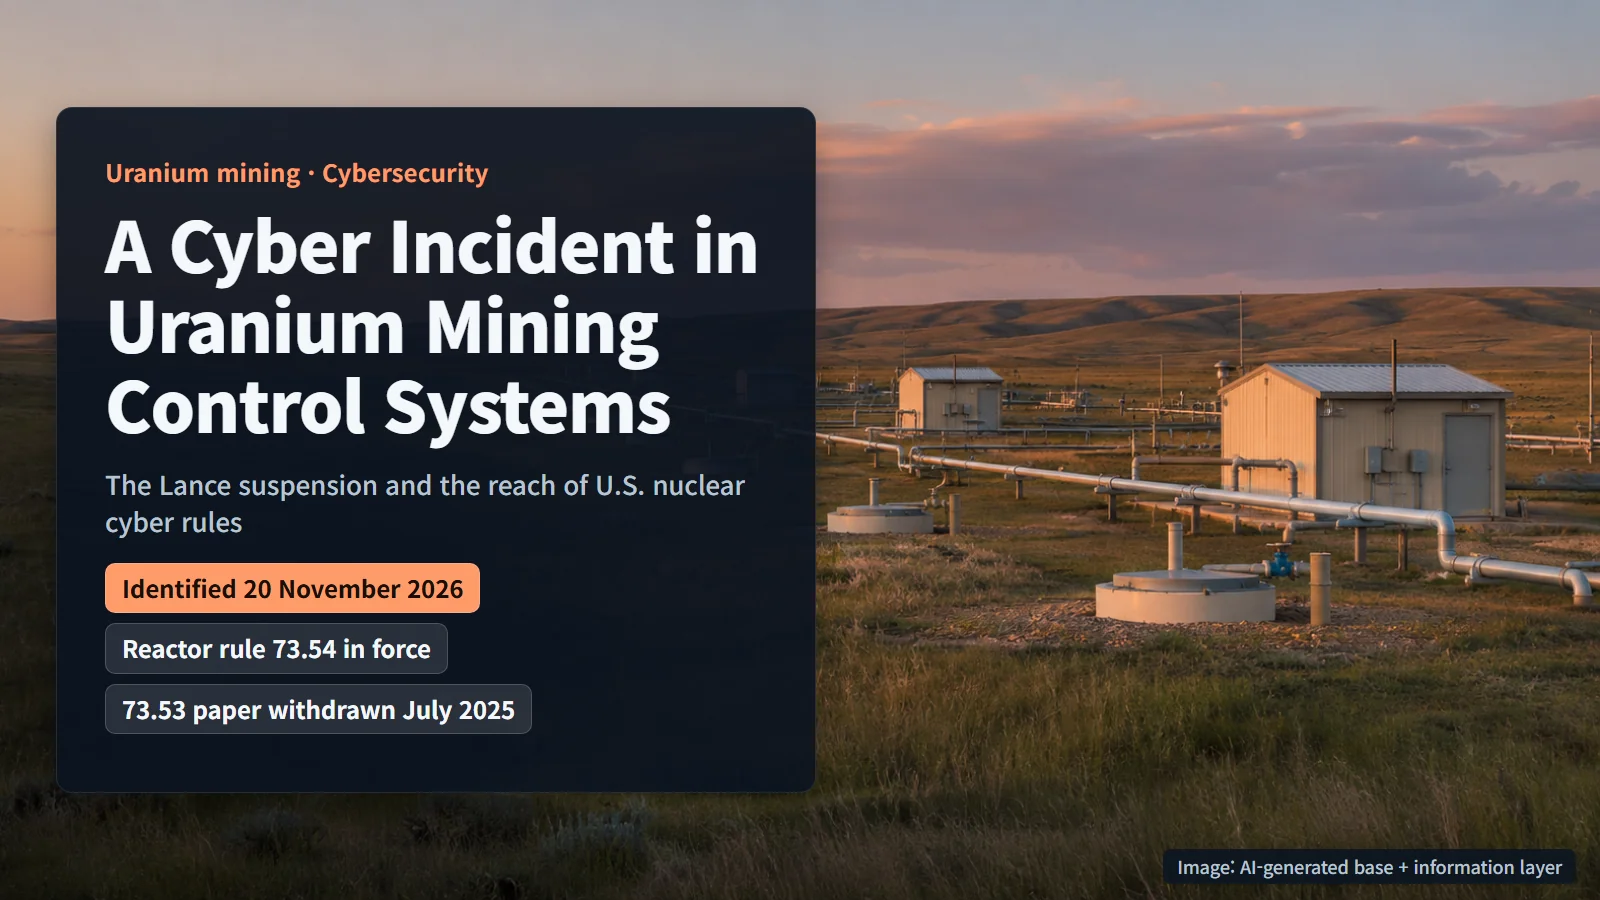 Uranium mining · Cybersecurity
A Cyber Incident in
Uranium Mining
Control Systems
The Lance suspension and the reach of U.S. nuclear
cyber rules
Identified 20 November 2026
Reactor rule 73.54 in force
73.53 paper withdrawn July 2025
Image: AI-generated base + information layer